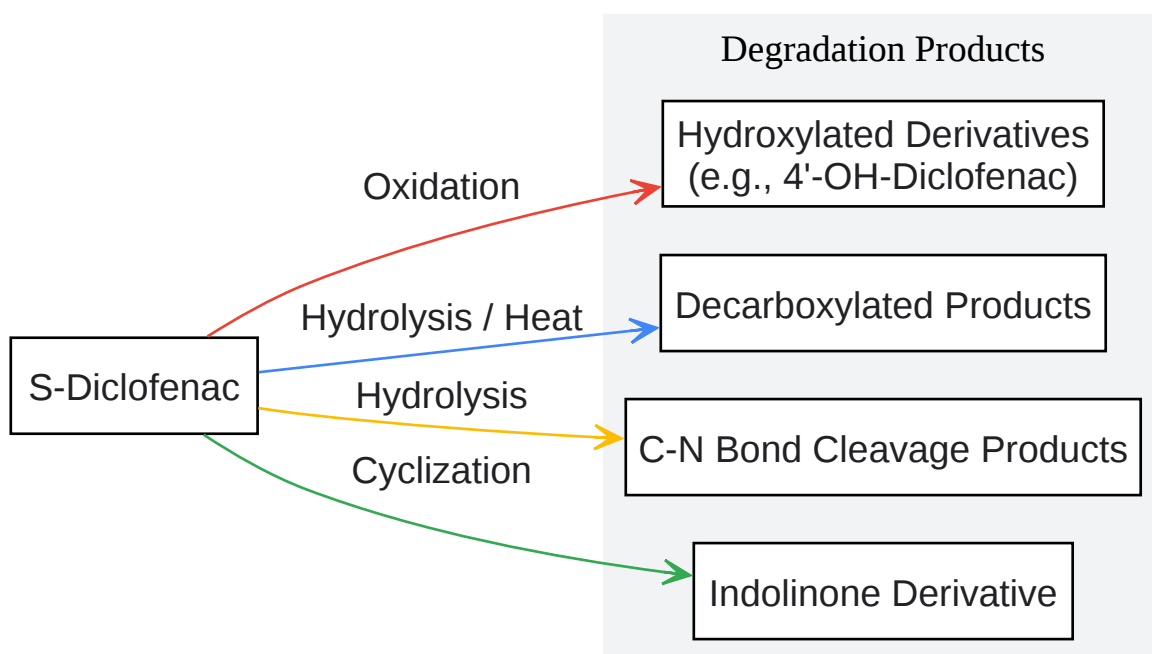 Degradation Products
Hydroxylated Derivatives
(e.g., 4'-OH-Diclofenac)
Oxidation
Hydrolysis / Heat
Decarboxylated Products
S-Diclofenac
Hydrolysis
C-N Bond Cleavage Products
Cyclization
Indolinone Derivative